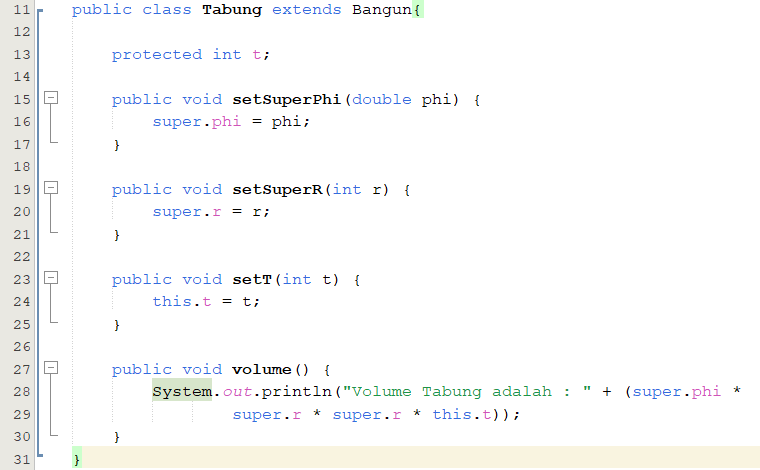 11 public class Tabung extends Bangun{
12
13 protected int t;
14
15 public void setSuperPhi(double phi) {
16 super.phi = phi;
17 }
18
19 public void setSuperR(int r) {
20 super.r = r;
21 }
22
23 public void setT(int t) {
24 this.t = t;
25 }
26
27 public void volume() {
28 System.out.println("Volume Tabung adalah : " + (super.phi *
29 super.r * super.r * this.t));
30 }
31 }